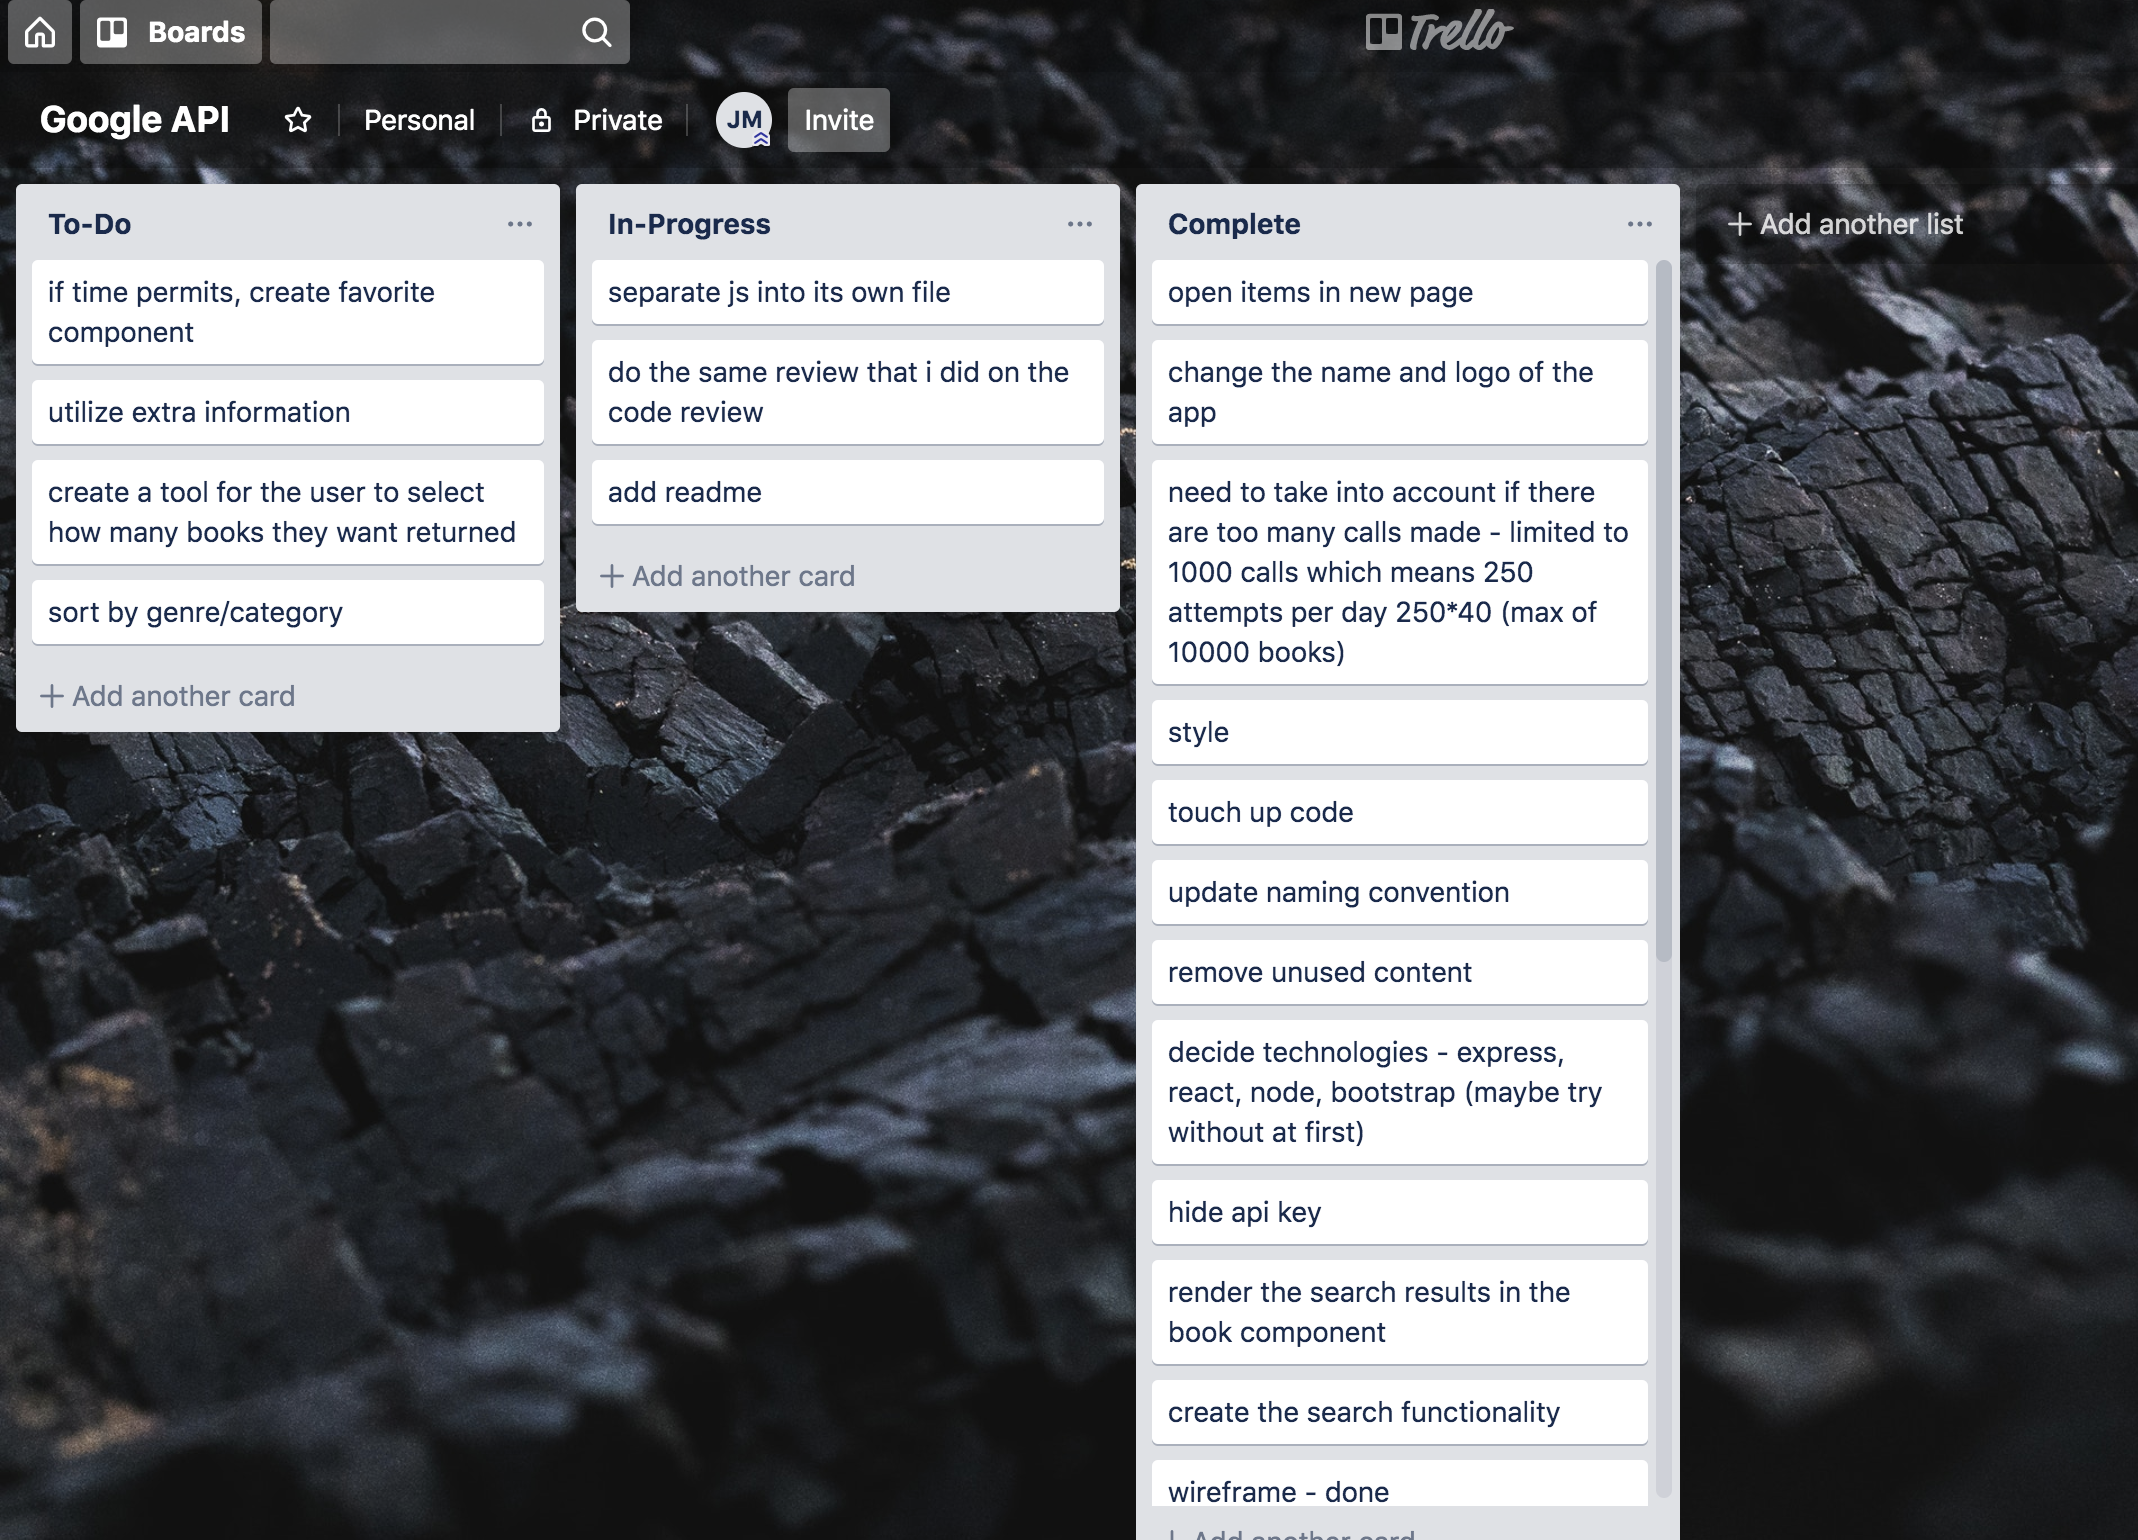 Boards
Trello
Google API
Personal
Private
JM
Invite
To-Do
if time permits, create favorite
component
utilize extra information
create a tool for the user to select
how many books they want returned
sort by genre/category
Add another card
In-Progress
separate js into its own file
do the same review that i did on the
code review
add readme
Add another card
Complete
open items in new page
change the name and logo of the
app
need to take into account if there
are too many calls made - limited to
1000 calls which means 250
attempts per day 250*40 (max of
10000 books)
style
touch up code
update naming convention
remove unused content
decide technologies - express,
react, node, bootstrap (maybe try
without at first)
hide api key
render the search results in the
book component
create the search functionality
wireframe - done
Add another card
Add another list